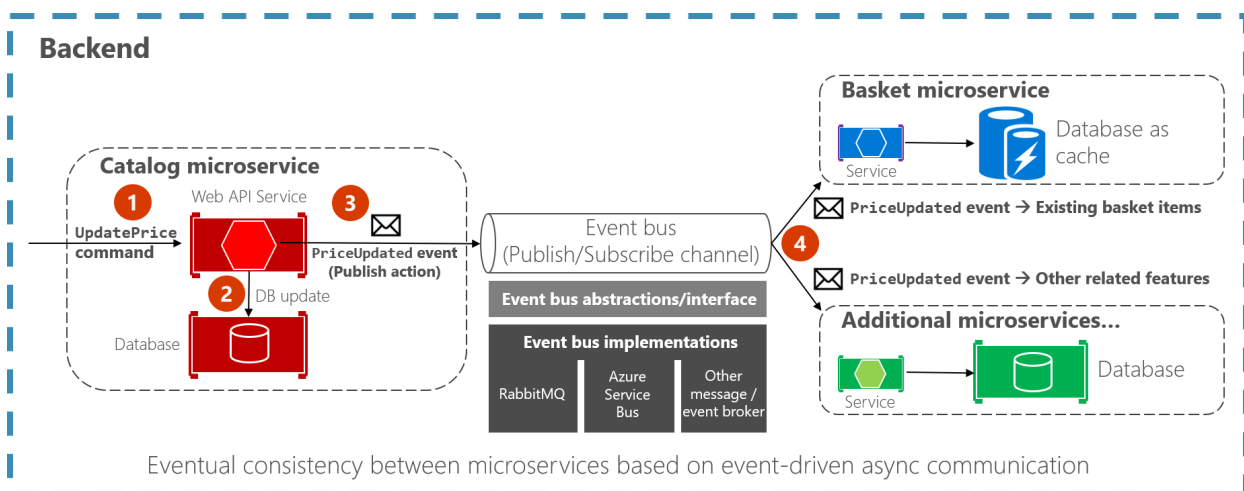 Backend
Catalog microservice
Web API Service
1
UpdatePrice
command
3
PriceUpdated event
(Publish action)
2
DB update
Database
Event bus
(Publish/Subscribe channel)
Event bus abstractions/interface
Event bus implementations
RabbitMQ
Azure
Service
Bus
Other
message /
event broker
4
Basket microservice
Service
Database as
cache
PriceUpdated event → Existing basket items
PriceUpdated event → Other related features
Additional microservices...
Service
Database
Eventual consistency between microservices based on event-driven async communication